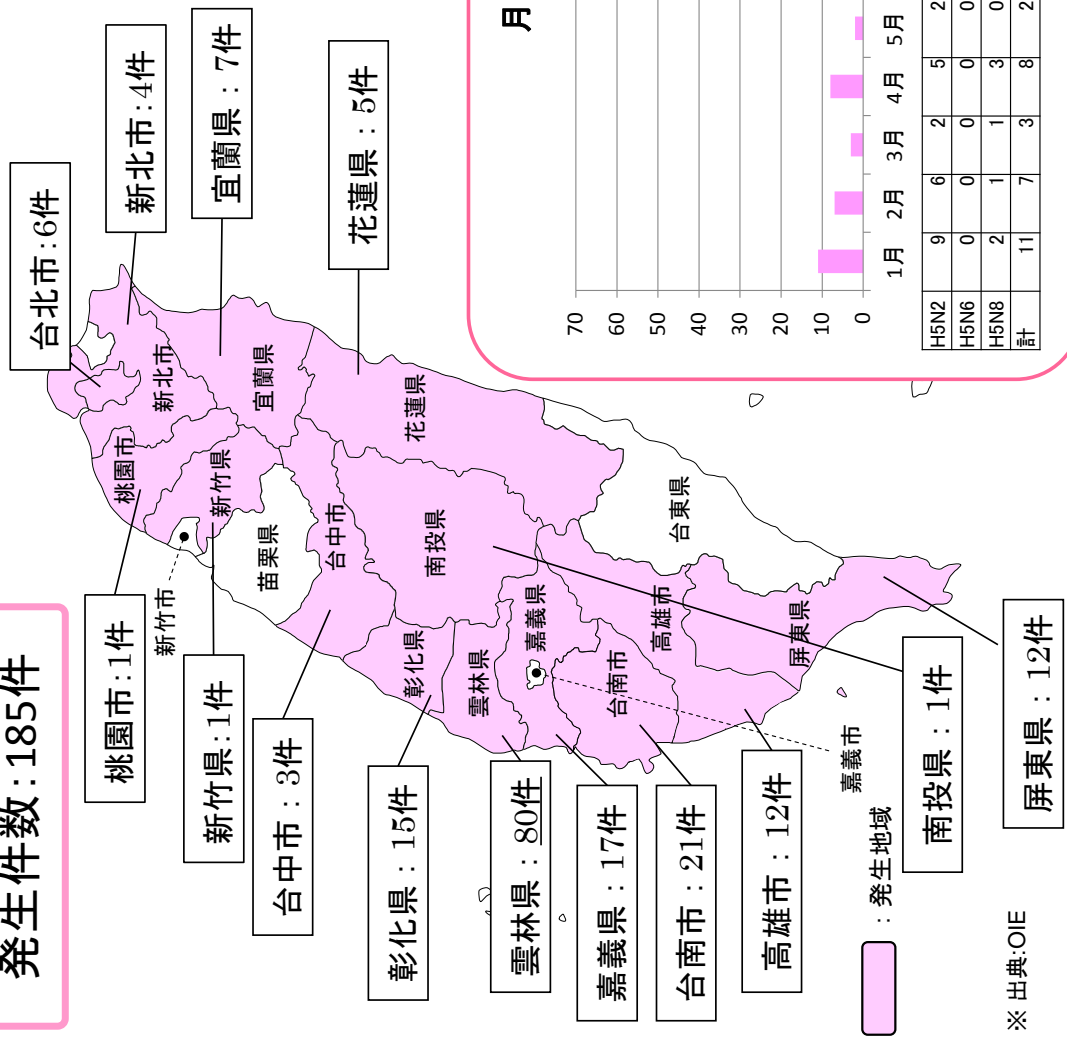 発生件数:185件
台北市:6件
新北市:4件
宜蘭県:7件
花蓮県:5件
桃園市:1件
新竹県:1件
台中市:3件
彰化県:15件
雲林県:80件
嘉義県:17件
台南市:21件
高雄市:12件
南投県:1件
屏東県:12件
新北市
桃園市
宜蘭県
新竹県
新竹市
苗栗県
台中市
花蓮県
南投県
彰化県
雲林県
嘉義県
嘉義市
台南市
高雄市
台東県
屏東県
:発生地域
※ 出典:OIE
月
70
60
50
40
30
20
10
0
1月 2月 3月 4月 5月
H5N2 9 6 2 5 2
H5N6 0 0 0 0 0
H5N8 2 1 1 3 0
計 11 7 3 8 2